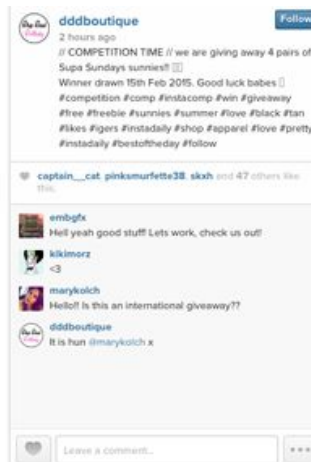 dddboutique
Follow
2 hours ago
// COMPETITION TIME // we are giving away 4 pairs of
Supa Sundays sunnies!!
Winner drawn 15th Feb 2015. Good luck babes
#competition #comp #instacomp #win #giveaway
#free #freebie #sunnies #summer #love #black #tan
#likes #igers #instadaily #shop #apparel #love #pretty
#instadaily #bestoftheday #follow
captain__cat, pinksmurfette38, skxh and 47 others like
this.
embgfx
Hell yeah good stuff! Lets work, check us out!
kikimorz
<3
marykolch
Hello!! Is this an international giveaway??
dddboutique
It is hun @marykolch x
Leave a comment...